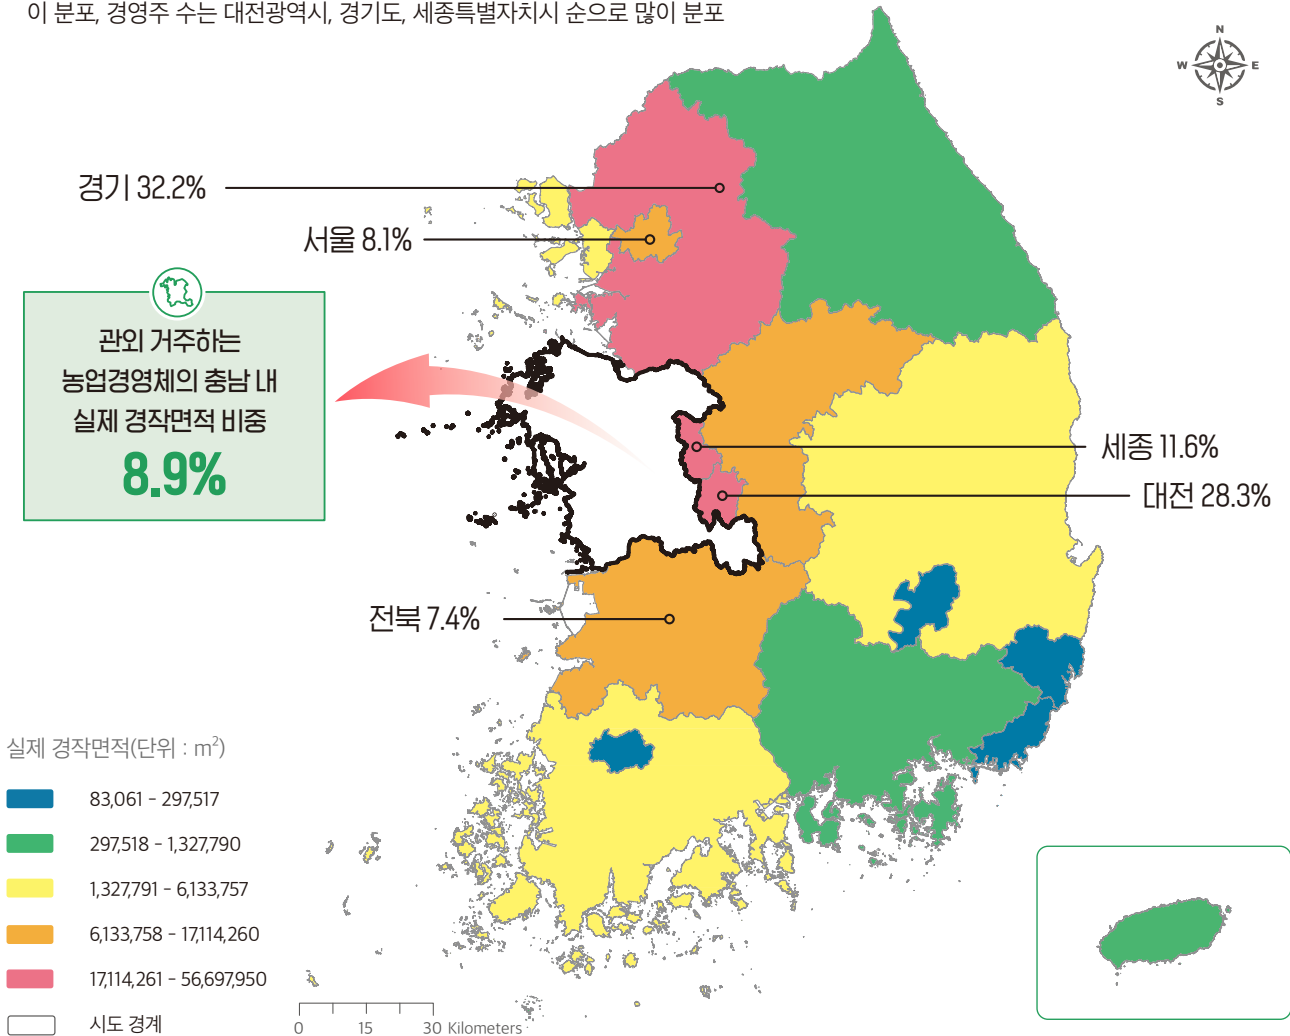 이 분포, 경영주 수는 대전광역시, 경기도, 세종특별자치시 순으로 많이 분포
N
W E
S
경기 32.2%
서울 8.1%
관외 거주하는
농업경영체의 충남 내
실제 경작면적 비중
8.9%
세종 11.6%
대전 28.3%
전북 7.4%
실제 경작면적(단위 : m²)
83,061 - 297,517
297,518 - 1,327,790
1,327,791 - 6,133,757
6,133,758 - 17,114,260
17,114,261 - 56,697,950
시도 경계
0 15 30 Kilometers